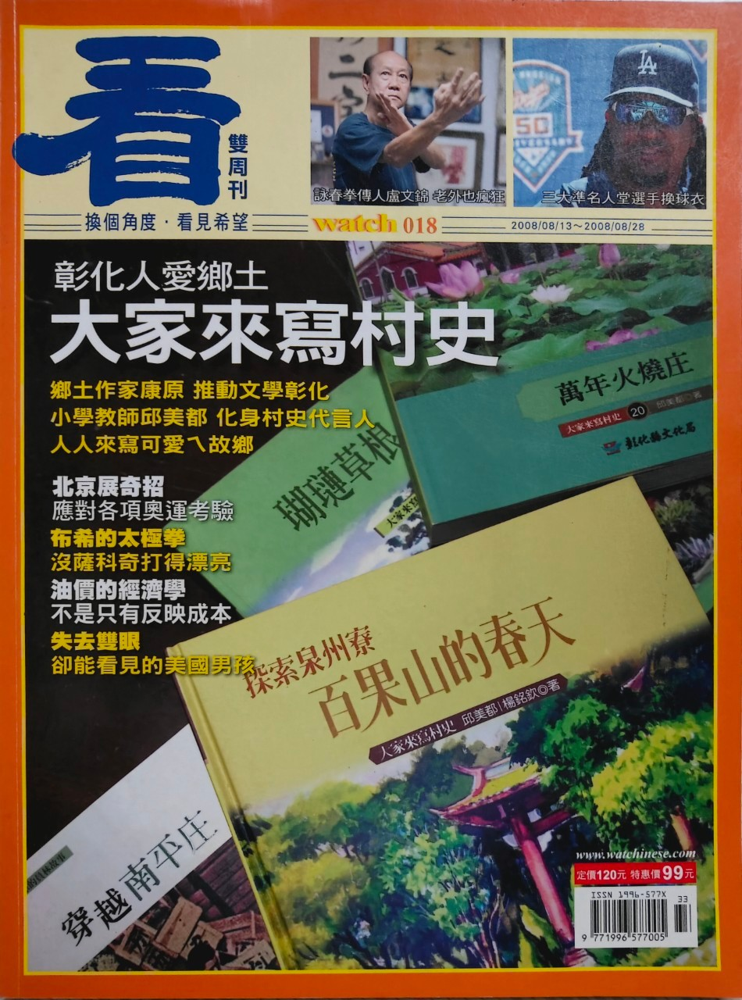 看
雙周刊
換個角度・看見希望
詠春拳傳人盧文錦 老外也瘋狂
LA
50
三大準名人堂選手換球衣
watch 018
2008/08/13~2008/08/28
彰化人愛鄉土
大家來寫村史
鄉土作家康原 推動文學彰化
小學教師邱美都 化身村史代言人
人人來寫可愛ㄟ故鄉
北京展奇招
應對各項奧運考驗
布希的太極拳
沒薩科奇打得漂亮
油價的經濟學
不是只有反映成本
失去雙眼
卻能看見的美國男孩
萬年火燒庄
大家來寫村史 20 邱美都◎著
彰化縣文化局
瑚璉草根
大家來寫
探索泉州寮
百果山的春天
大家來寫村史 邱美都|楊銘欽◎著
穿越南平庄
www.watchinese.com
定價120元 特惠價99元
ISSN 1996-577X
33
9 771996 577005